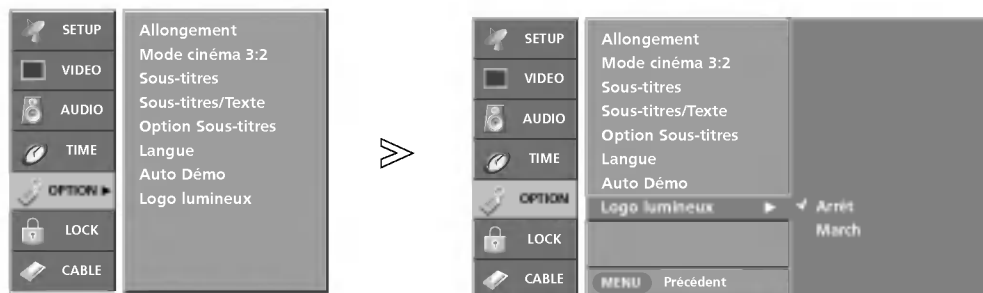 SETUP
VIDEO
AUDIO
TIME
OPTION
LOCK
CABLE
Allongement
Mode cinéma 3:2
Sous-titres
Sous-titres/Texte
Option Sous-titres
Langue
Auto Démo
Logo lumineux
SETUP
VIDEO
AUDIO
TIME
OPTION
LOCK
CABLE
Allongement
Mode cinéma 3:2
Sous-titres
Sous-titres/Texte
Option Sous-titres
Langue
Auto Démo
Logo lumineux
Arrêt
March
MENU Précédent